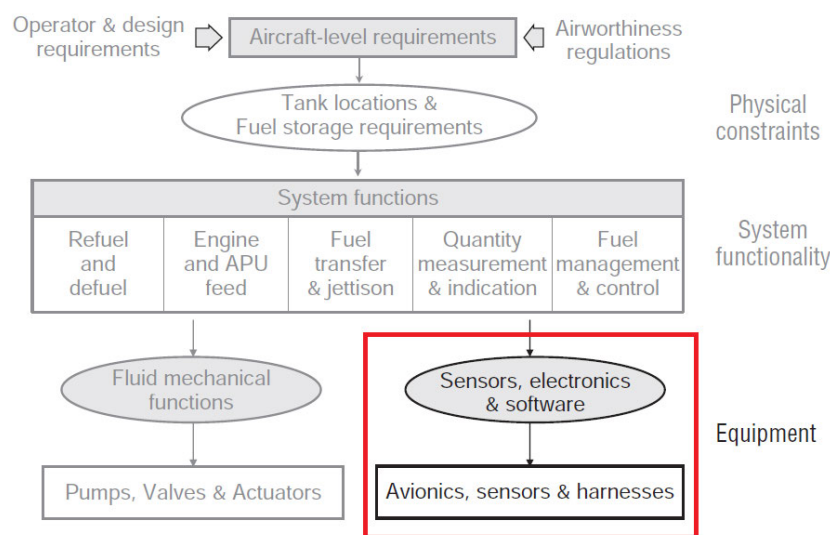 Operator & design
requirements
Aircraft-level requirements
Airworthiness
regulations
Tank locations &
Fuel storage requirements
Physical
constraints
System functions
Refuel
and
defuel
Engine
and APU
feed
Fuel
transfer
& jettison
Quantity
measurement
& indication
Fuel
management
& control
System
functionality
Fluid mechanical
functions
Sensors, electronics
& software
Equipment
Pumps, Valves & Actuators
Avionics, sensors & harnesses